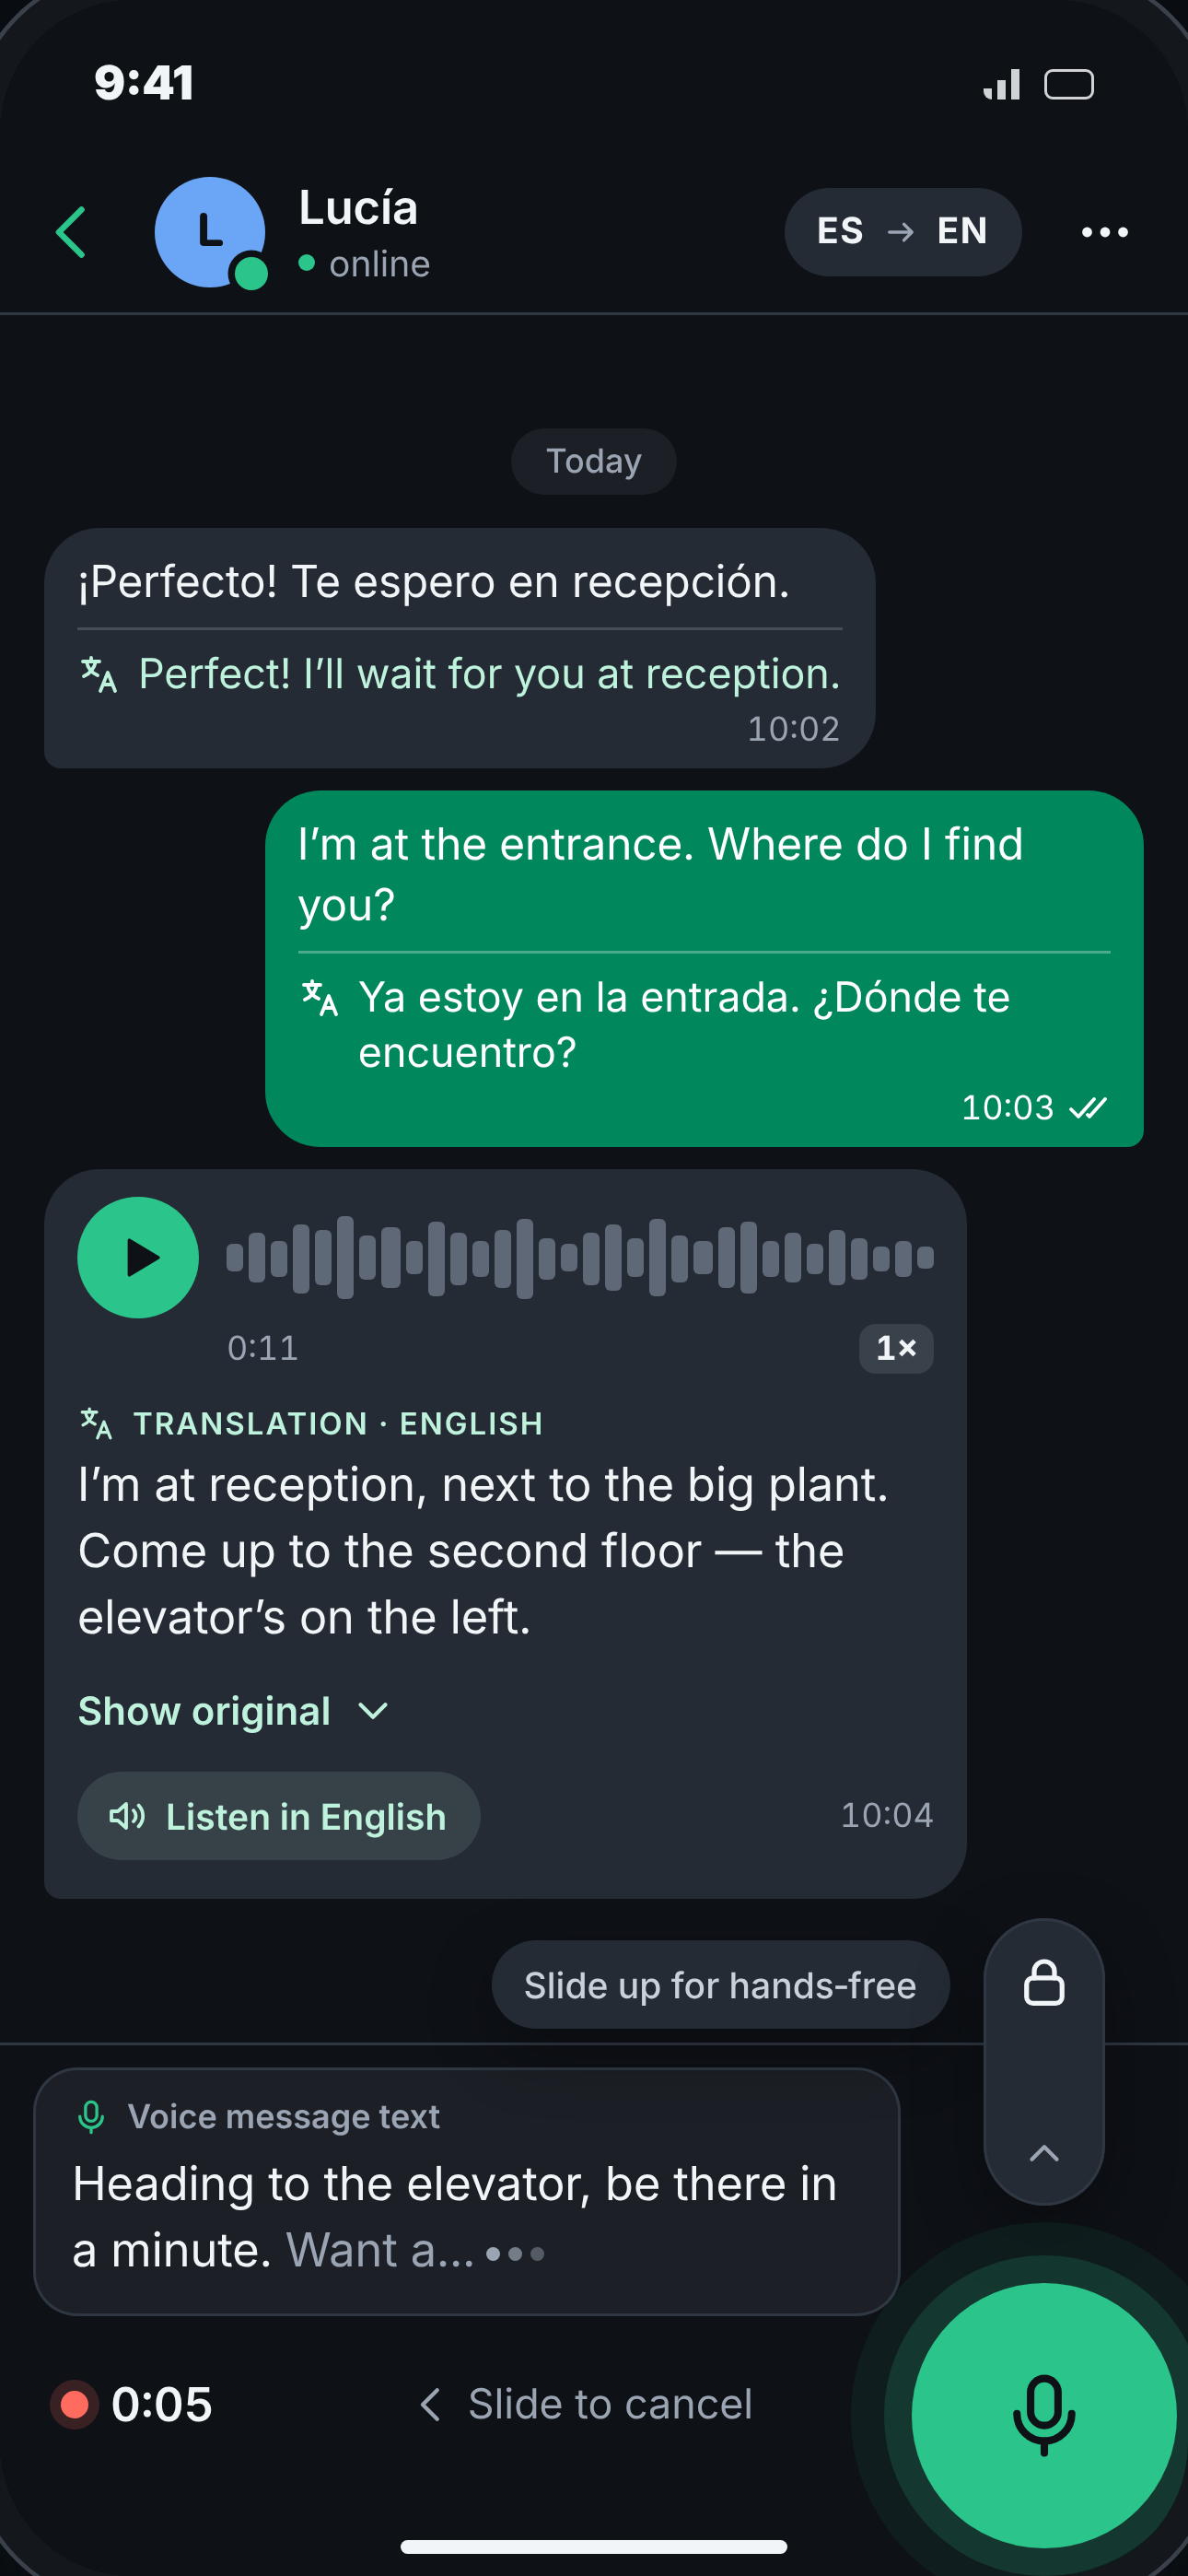 9:41
L
Lucía
online
ES → EN
Today
¡Perfecto! Te espero en recepción.
Perfect! I’ll wait for you at reception.
10:02
I’m at the entrance. Where do I find
you?
Ya estoy en la entrada. ¿Dónde te
encuentro?
10:03
0:11
1×
TRANSLATION · ENGLISH
I’m at reception, next to the big plant.
Come up to the second floor — the
elevator’s on the left.
Show original
Listen in English
10:04
Slide up for hands-free
Voice message text
Heading to the elevator, be there in
a minute. Want a…
0:05
Slide to cancel